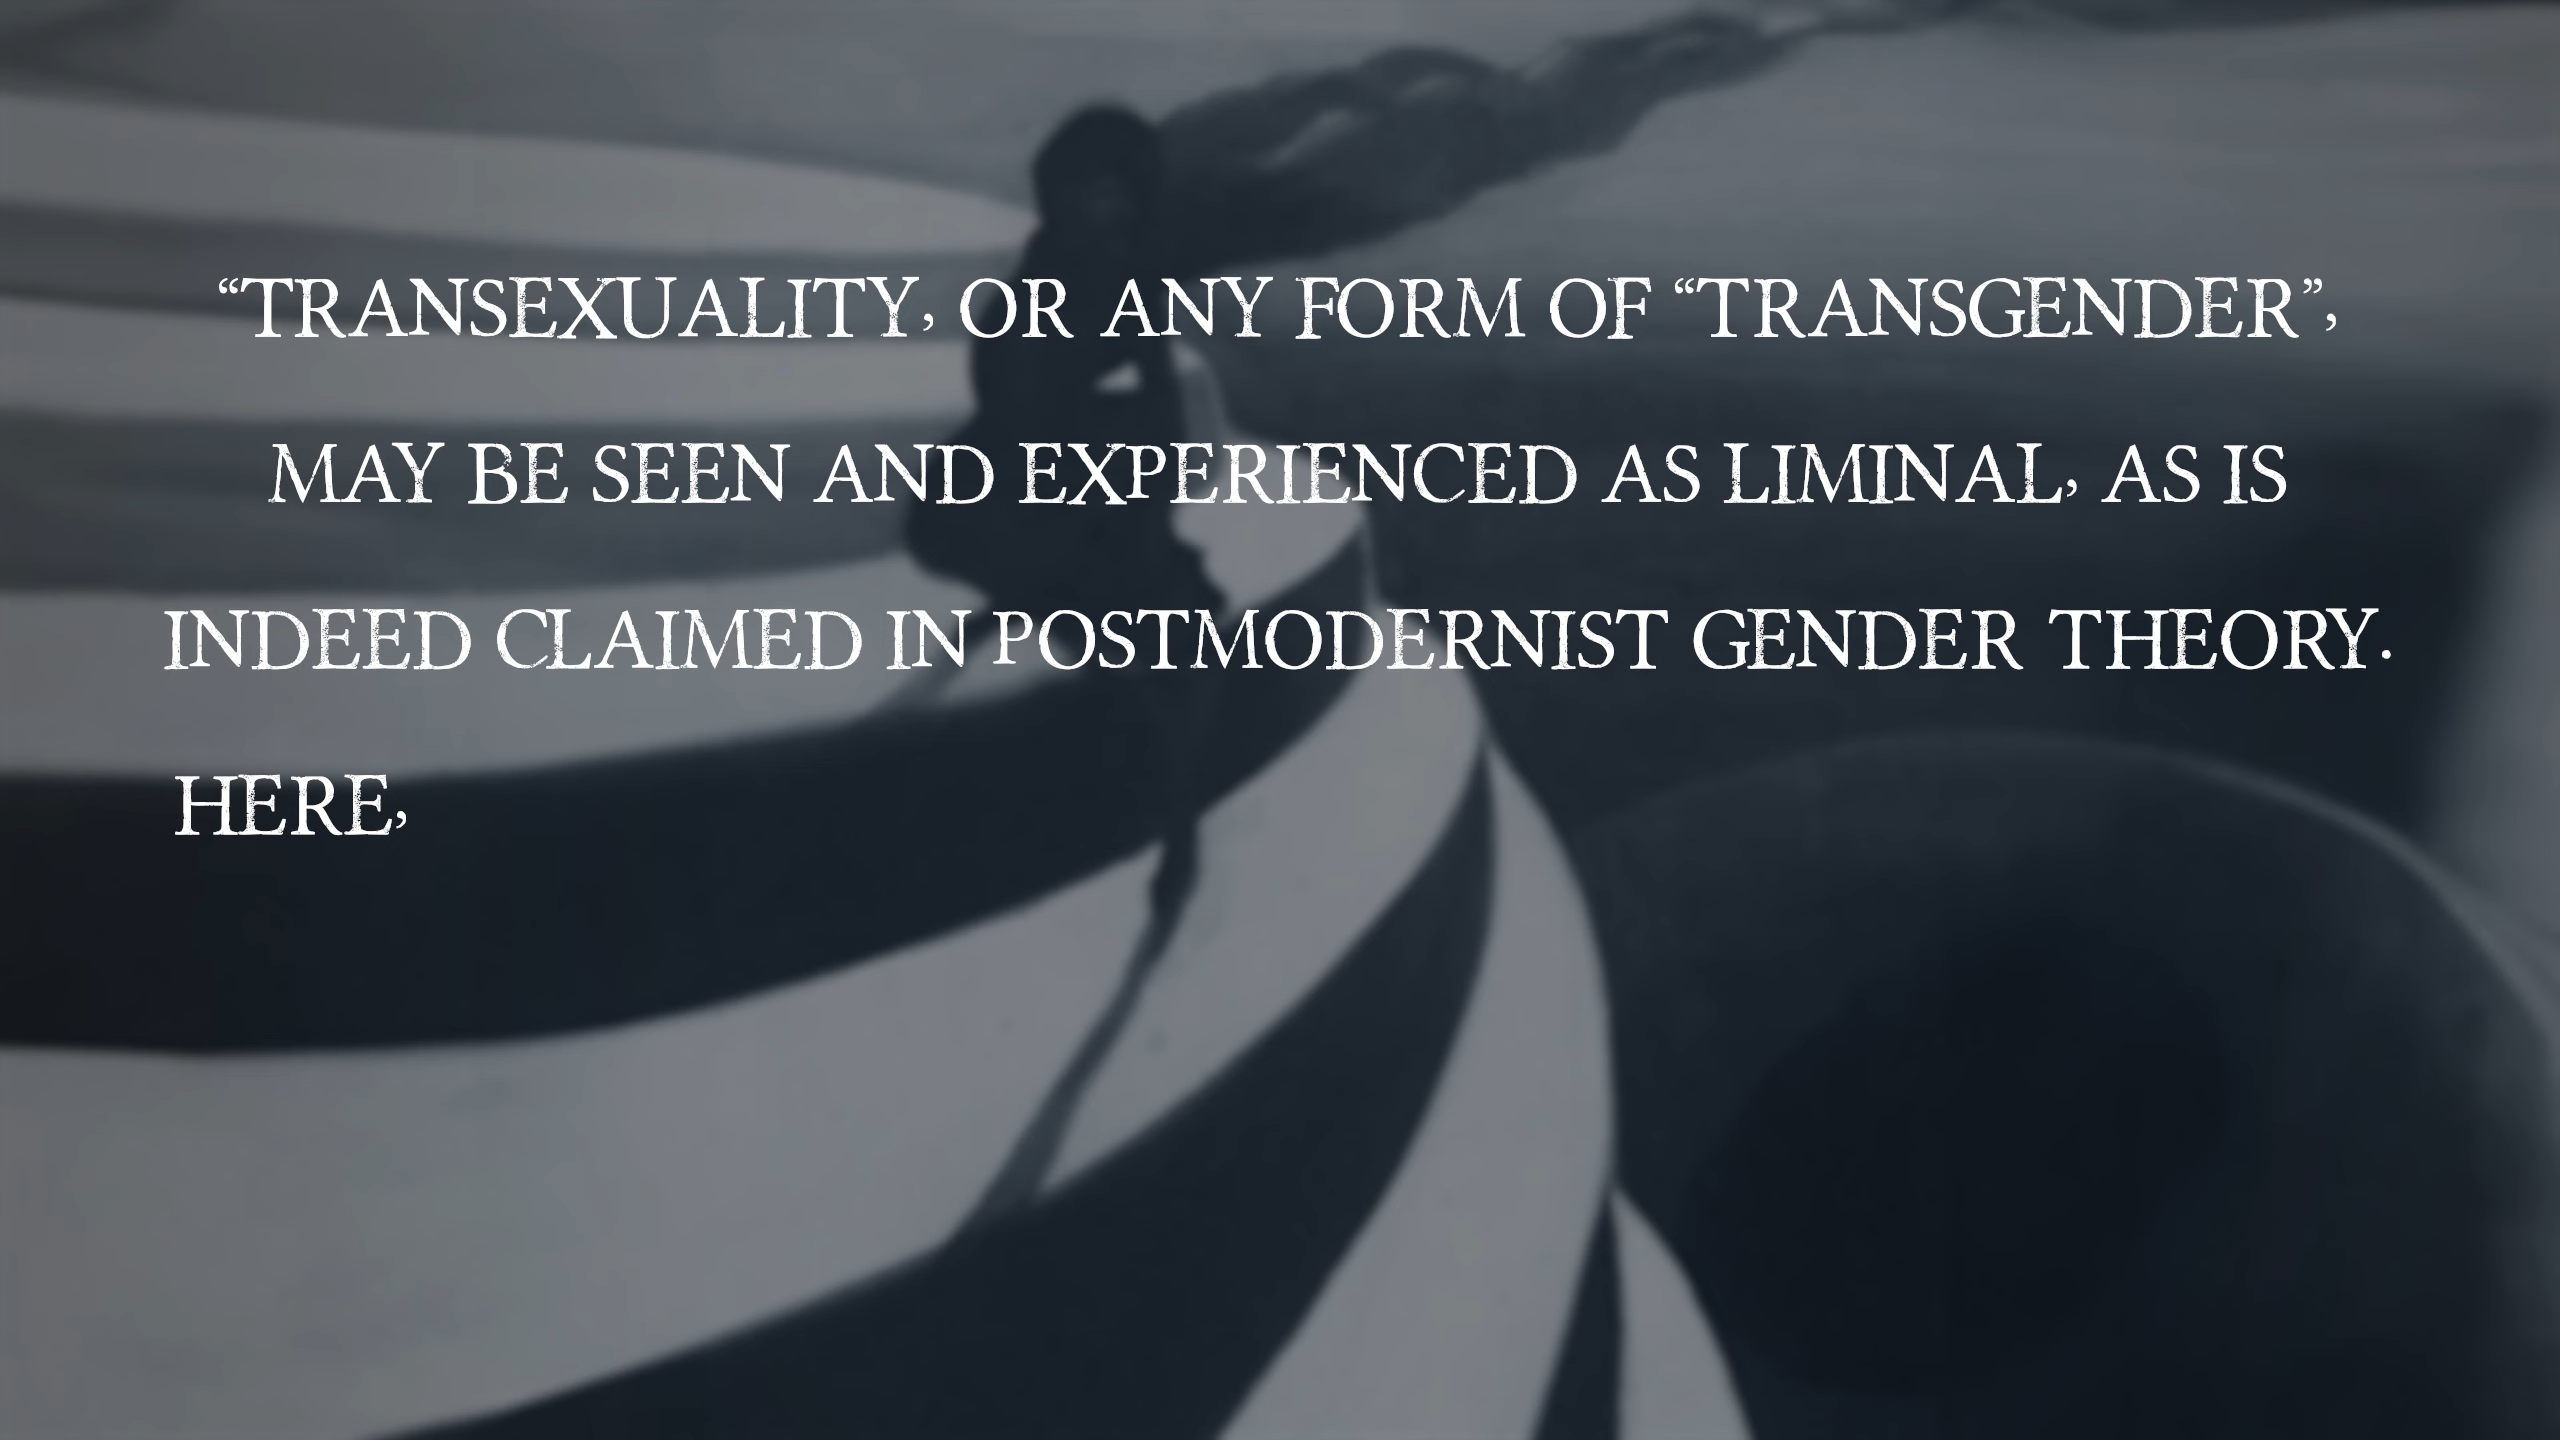 “TRANSEXUALITY, OR ANY FORM OF “TRANSGENDER”,
MAY BE SEEN AND EXPERIENCED AS LIMINAL, AS IS
INDEED CLAIMED IN POSTMODERNIST GENDER THEORY.
HERE,